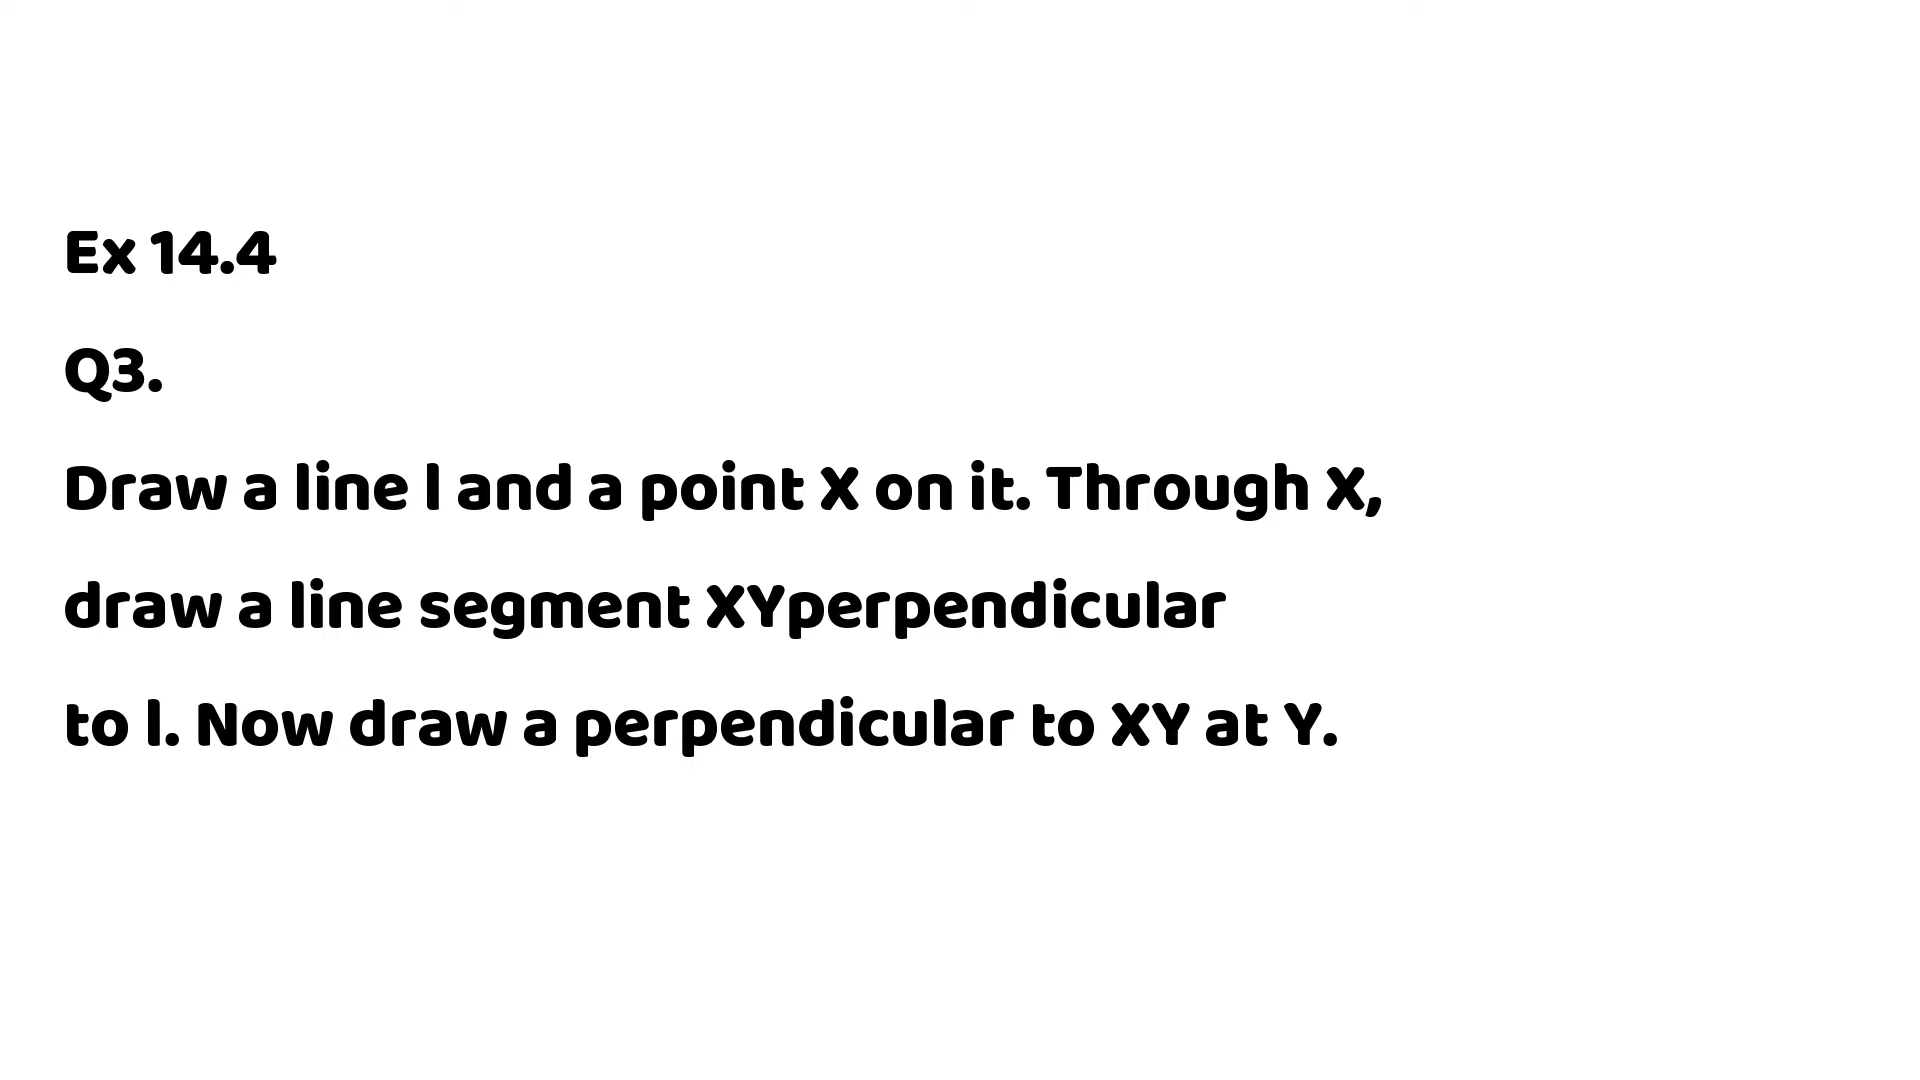 Ex 14.4
Q3.
Draw a line l and a point X on it. Through X,
draw a line segment XYperpendicular
to l. Now draw a perpendicular to XY at Y.